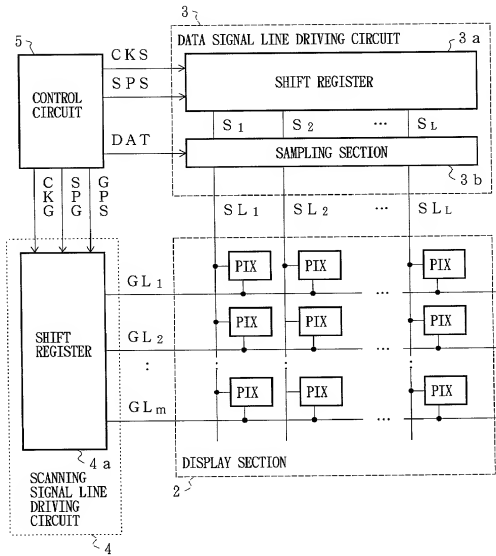 3
DATA SIGNAL LINE DRIVING CIRCUIT
3a
SHIFT REGISTER
S1 S2 ... SL
SAMPLING SECTION
3b
5
CONTROL
CIRCUIT
CKS
SPS
DAT
CKG
SPG
GPS
SL1 SL2 ... SLL
SHIFT
REGISTER
4a
SCANNING
SIGNAL LINE
DRIVING
CIRCUIT
4
GL1
GL2
:
GLm
PIX PIX PIX
...
PIX PIX PIX
...
: : :
PIX PIX PIX
...
DISPLAY SECTION
2